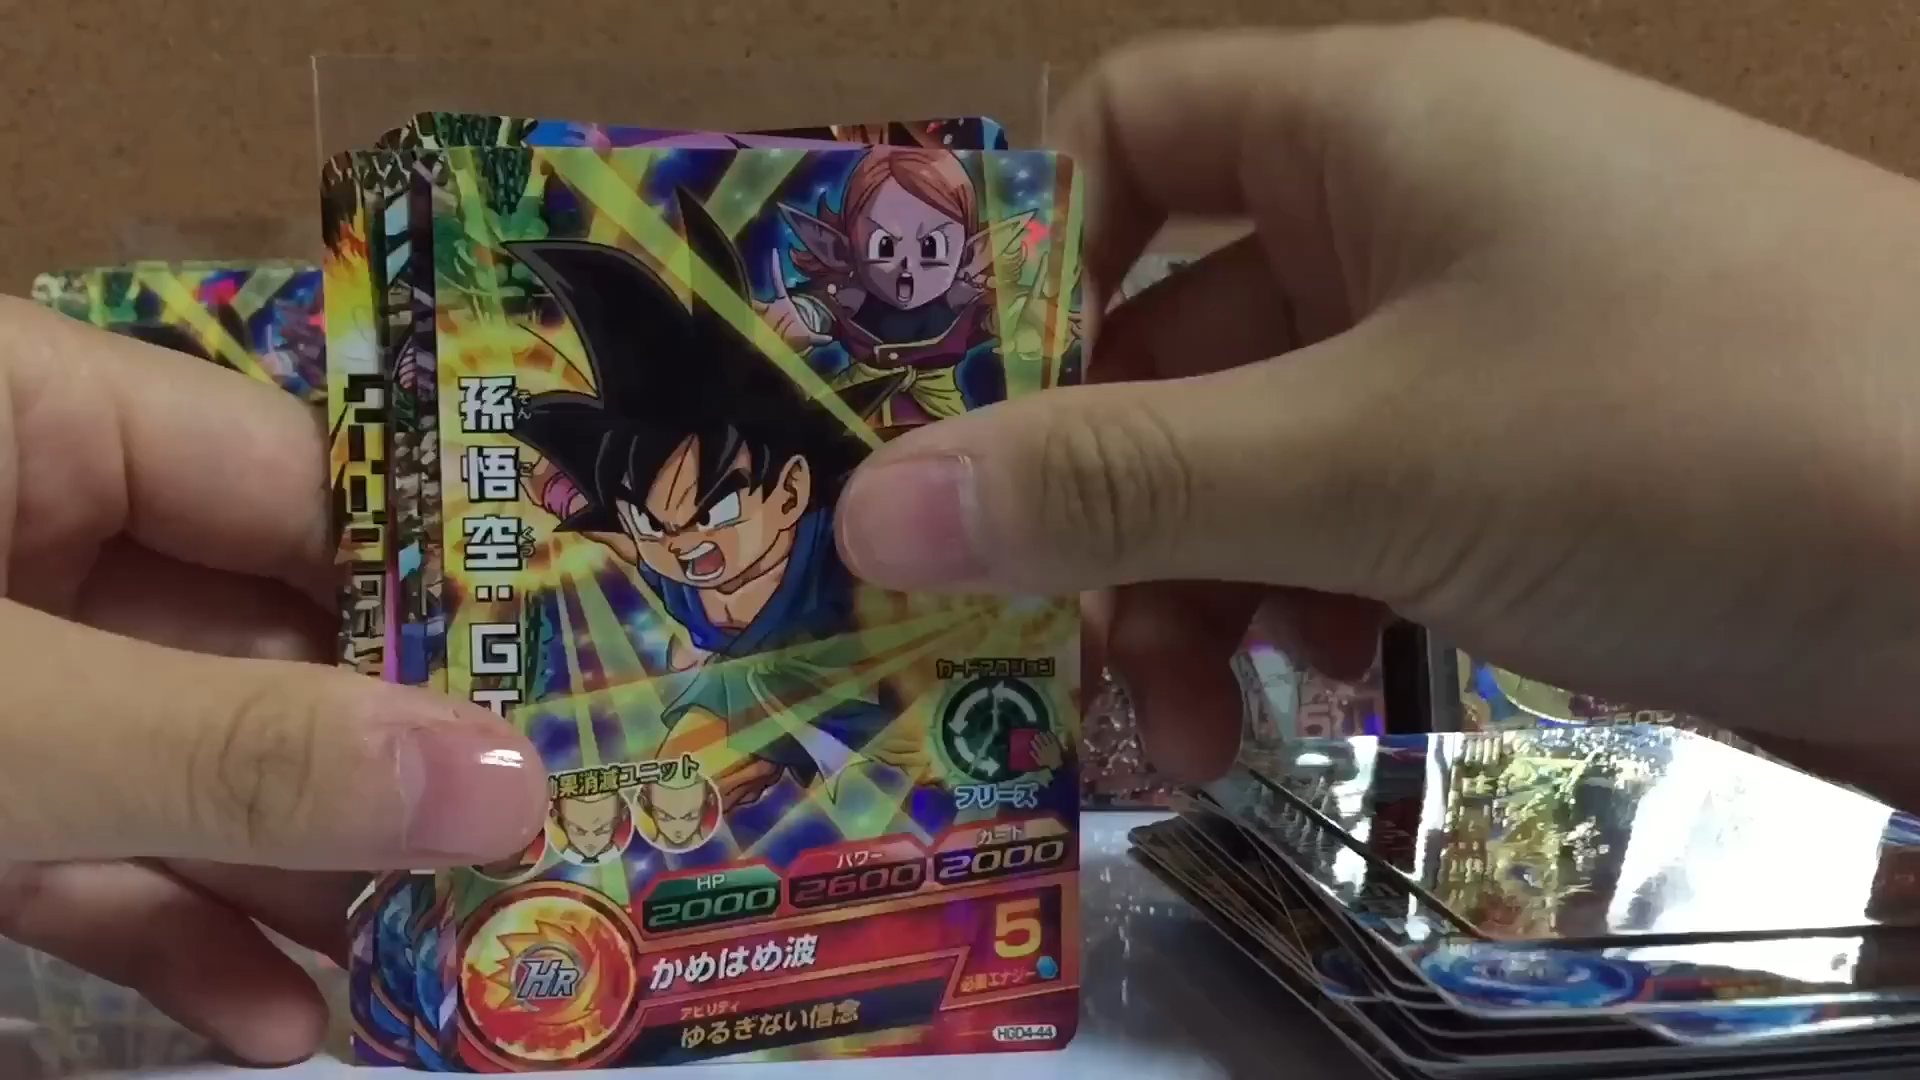 孫悟空:GT
そんごくう
カードアクション
フリーズ
効果消滅ユニット
HP
2000
パワー
2600
ガード
2000
HR
かめはめ波
5
必要エナジー
アビリティ
ゆるぎない信念
HGD4-44